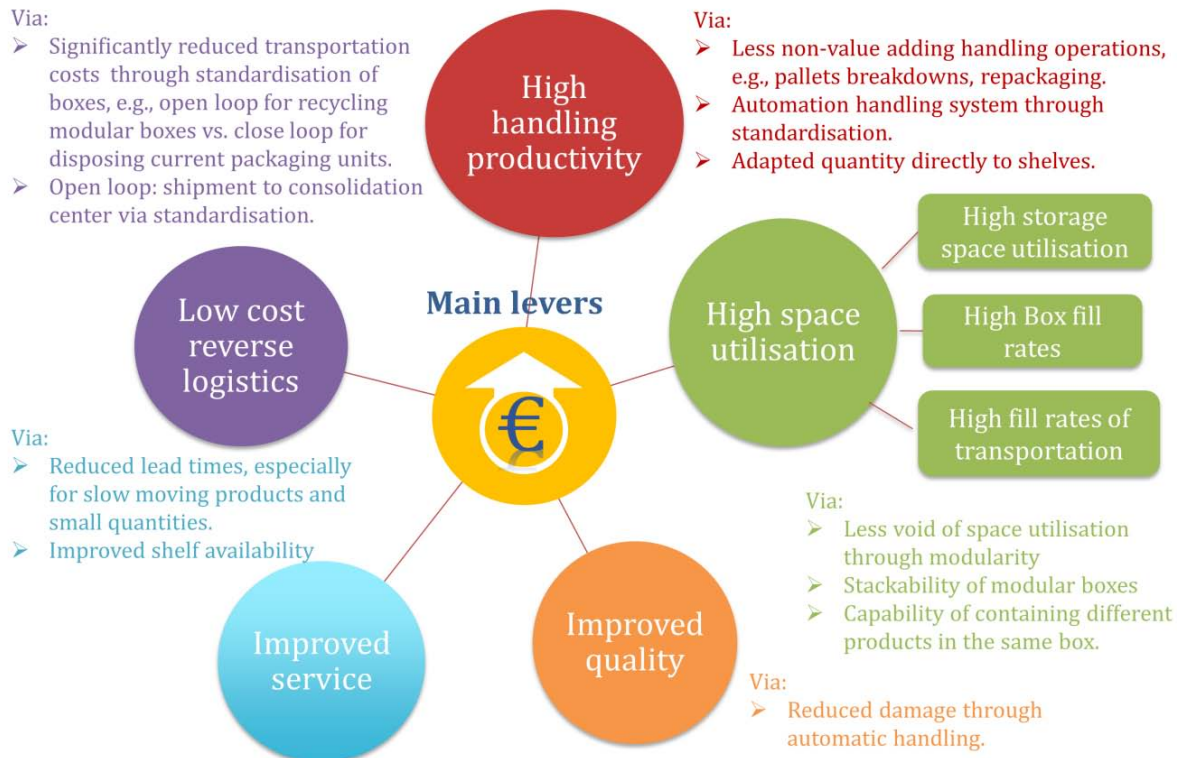 Via:
➢ Significantly reduced transportation
costs through standardisation of
boxes, e.g., open loop for recycling
modular boxes vs. close loop for
disposing current packaging units.
➢ Open loop: shipment to consolidation
center via standardisation.
High
handling
productivity
Via:
➢ Less non-value adding handling operations,
e.g., pallets breakdowns, repackaging.
➢ Automation handling system through
standardisation.
➢ Adapted quantity directly to shelves.
Low cost
reverse
logistics
Main levers
€
High space
utilisation
High storage
space utilisation
High Box fill
rates
High fill rates of
transportation
Via:
➢ Reduced lead times, especially
for slow moving products and
small quantities.
➢ Improved shelf availability
Improved
service
Improved
quality
Via:
➢ Less void of space utilisation
through modularity
➢ Stackability of modular boxes
➢ Capability of containing different
products in the same box.
Via:
➢ Reduced damage through
automatic handling.